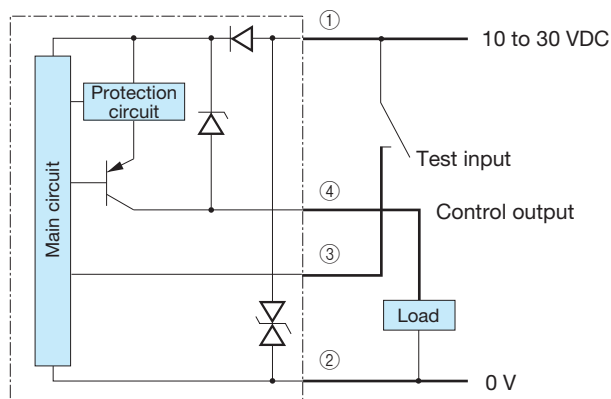 ①
10 to 30 VDC
Protection
circuit
Main circuit
Test input
④
Control output
③
Load
②
0 V